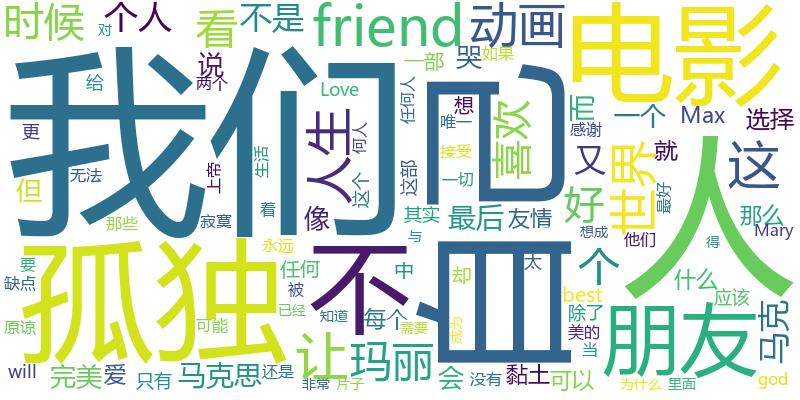 时候
对
个人
看
不是
friend
动画
电影
说
两个
给
哭
如果
一部
Love
任何人
想
唯一
喜欢
而
感谢
一个
Max
选择
我们
自己
更
无法
但
那些
上帝
寂寞
生活
着
人生
何人
这个
像
这部
接受
一切
其实
与
最后
友情
又
好
世界
就
最好
这
那么
想成
他们
得
Mary
人
孤独
不
永远
任何
中
被
已经
知道
每个
需要
却
成为
太
个
best
除了
美的
当
什么
应该
朋友
马克
要
缺点
原谅
可能
will
完美
爱
只有
马克思
还是
非常
片子
让
玛丽
会
没有
黏土
可以
为什么
里面
god